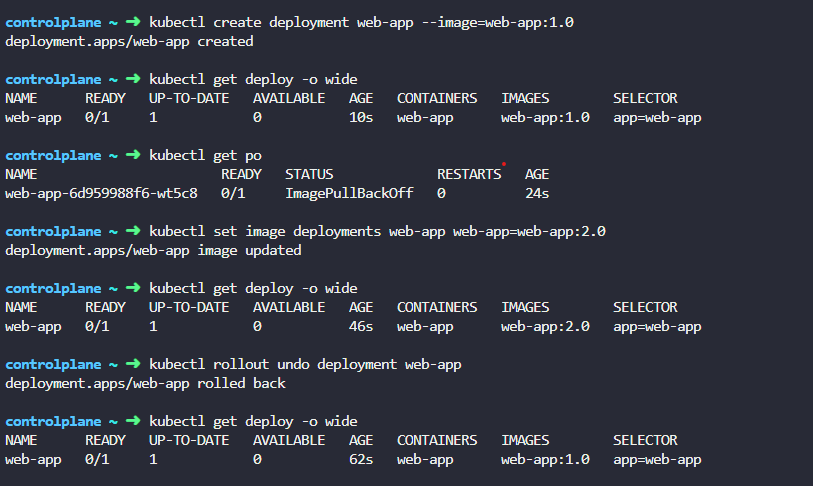 controlplane ~ ➜ kubectl create deployment web-app --image=web-app:1.0
deployment.apps/web-app created
controlplane ~ ➜ kubectl get deploy -o wide
NAME READY UP-TO-DATE AVAILABLE AGE CONTAINERS IMAGES SELECTOR
web-app 0/1 1 0 10s web-app web-app:1.0 app=web-app
controlplane ~ ➜ kubectl get po
NAME READY STATUS RESTARTS AGE
web-app-6d959988f6-wt5c8 0/1 ImagePullBackOff 0 24s
controlplane ~ ➜ kubectl set image deployments web-app web-app=web-app:2.0
deployment.apps/web-app image updated
controlplane ~ ➜ kubectl get deploy -o wide
NAME READY UP-TO-DATE AVAILABLE AGE CONTAINERS IMAGES SELECTOR
web-app 0/1 1 0 46s web-app web-app:2.0 app=web-app
controlplane ~ ➜ kubectl rollout undo deployment web-app
deployment.apps/web-app rolled back
controlplane ~ ➜ kubectl get deploy -o wide
NAME READY UP-TO-DATE AVAILABLE AGE CONTAINERS IMAGES SELECTOR
web-app 0/1 1 0 62s web-app web-app:1.0 app=web-app